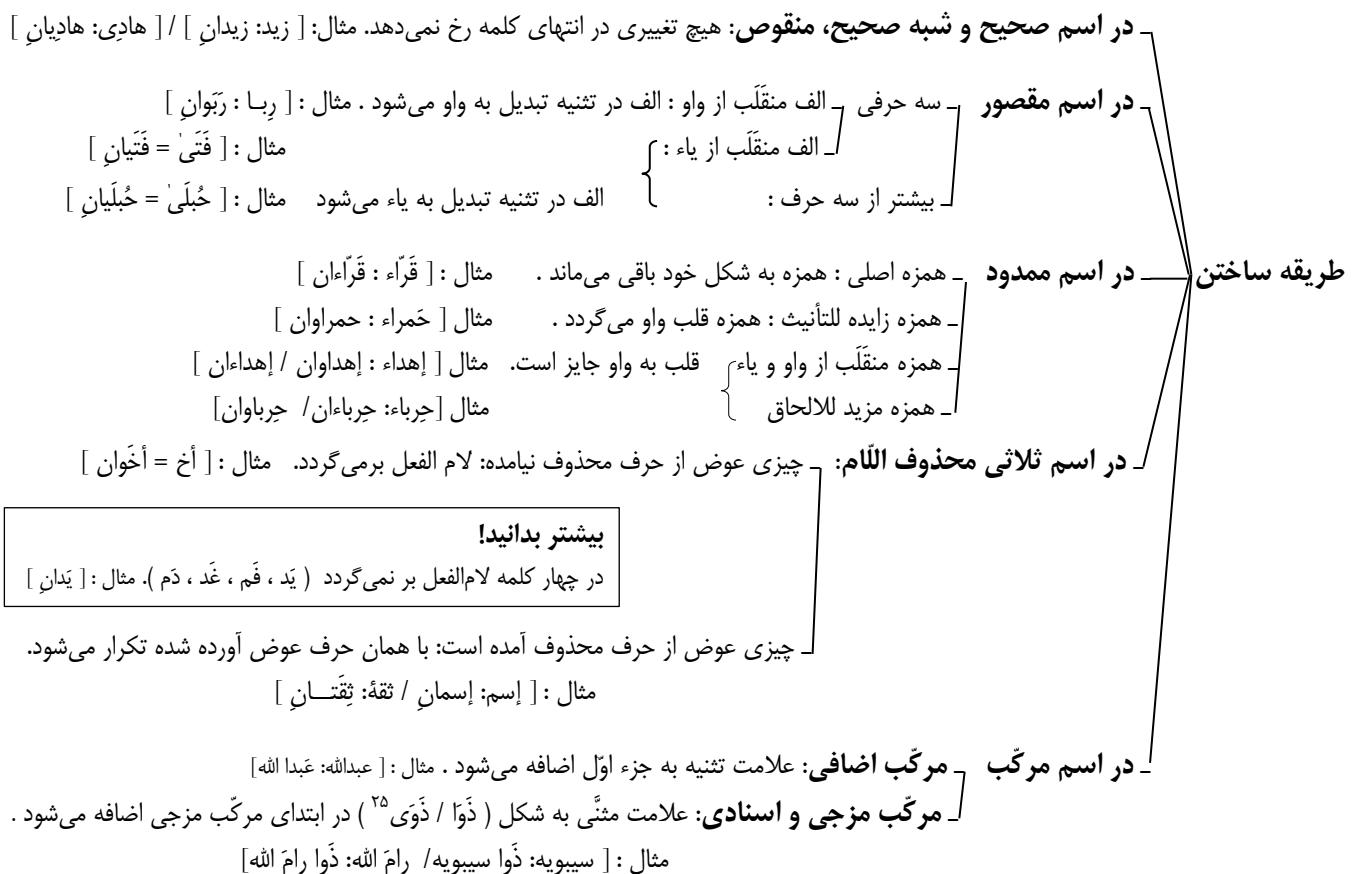 طریقه ساختن
در اسم صحیح و شبه صحیح، منقوص: هیچ تغییری در انتهای کلمه رخ نمی‌دهد. مثال: [ زید: زیدانِ ] / [ هادِی: هادِیانِ ]
در اسم مقصور سه حرفی الف منقَلَب از واو : الف در تثنیه تبدیل به واو می‌شود . مثال : [ رِبـا : رَبَوانِ ]
الف منقَلَب از یاء : مثال : [ فَتَیٰ = فَتَیانِ ]
بیشتر از سه حرف : الف در تثنیه تبدیل به یاء می‌شود مثال : [ حُبلَیٰ = حُبلَیانِ ]
در اسم ممدود همزه اصلی : همزه به شکل خود باقی می‌ماند . مثال : [ قَرّاء : قَرّاءان ]
همزه زایده للتأنیث : همزه قلب واو می‌گردد . مثال [ حَمراء : حمراوان ]
همزه منقَلَب از واو و یاء قلب به واو جایز است. مثال [ إهداء : إهداوان / إهداءان ]
همزه مزید للالحاق مثال [حِرباء: حِرباءان/ حِرباوان]
در اسم ثلاثی محذوف اللّام: چیزی عوض از حرف محذوف نیامده: لام الفعل برمی‌گردد. مثال : [ أخ = أخَوان ]
بیشتر بدانید!
در چهار کلمه لام‌الفعل بر نمی‌گردد ( یَد ، فَم ، غَد ، دَم ). مثال : [ یَدانِ ]
چیزی عوض از حرف محذوف آمده است: با همان حرف عوض آورده شده تکرار می‌شود.
مثال : [ إسم: إسمانِ / ثقۀ: ثِقَتــانِ ]
در اسم مرکّب مرکّب اضافی: علامت تثنیه به جزء اوّل اضافه می‌شود . مثال : [ عبدالله: عَبدا الله]
مرکّب مزجی و اسنادی: علامت مثنَّی به شکل ( ذَوَا / ذَوَی ۲۵ ) در ابتدای مرکّب مزجی اضافه می‌شود .
مثال : [ سیبویه: ذَوا سیبویه/ رامَ الله: ذَوا رامَ الله]